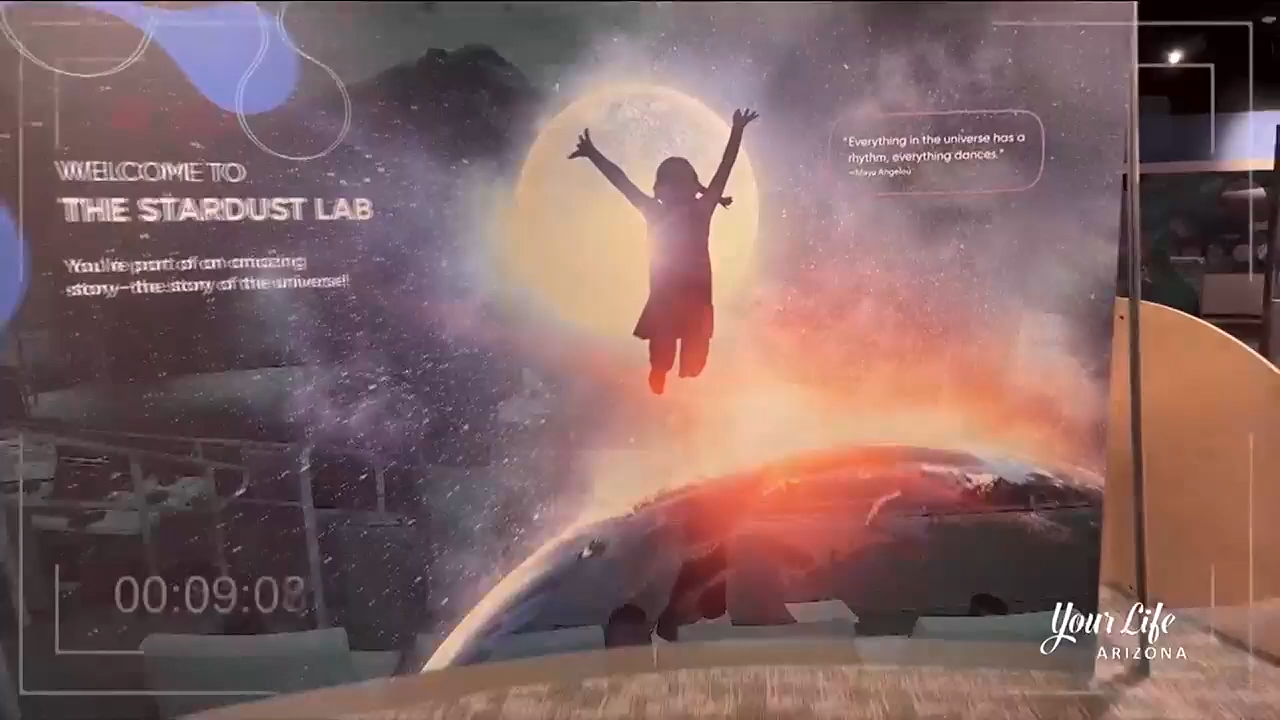 WELCOME TO
THE STARDUST LAB
You're part of an amazing
story—the story of the universe!
"Everything in the universe has a
rhythm, everything dances."
—Maya Angelou
00:09:08
Your Life
ARIZONA